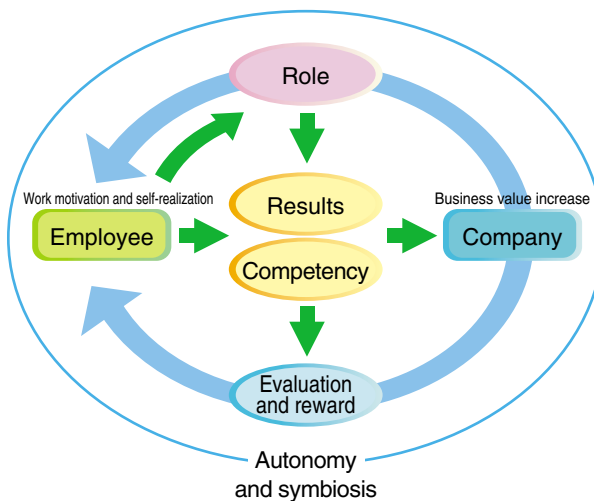 Role
Work motivation and self-realization
Employee
Results
Competency
Business value increase
Company
Evaluation
and reward
Autonomy
and symbiosis